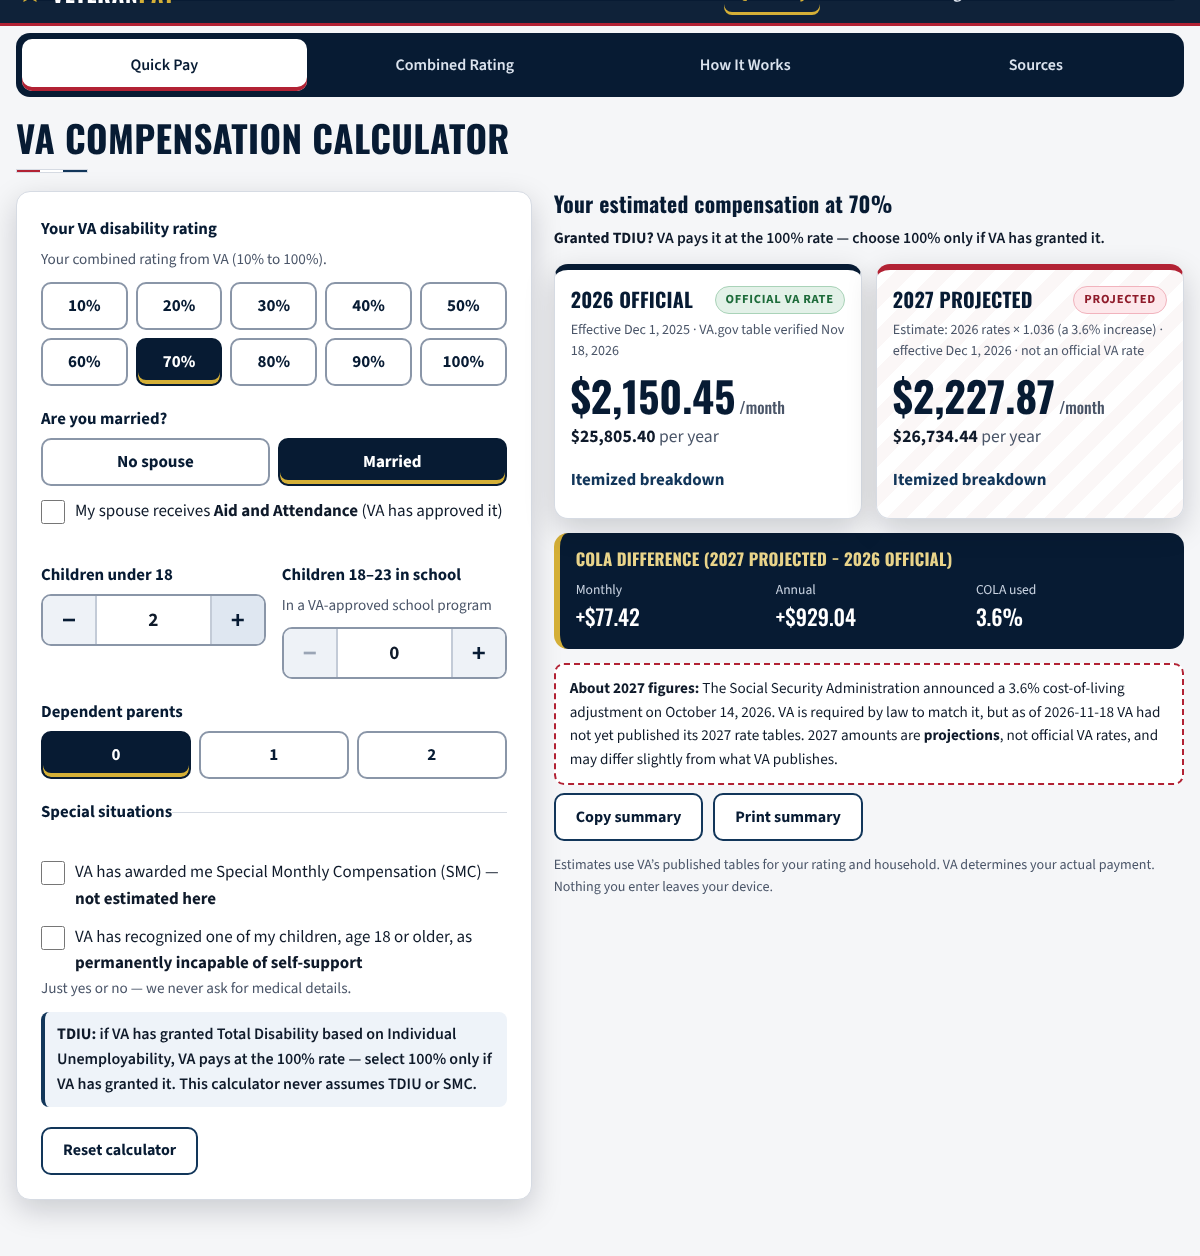 Quick Pay
Combined Rating
How It Works
Sources
VA COMPENSATION CALCULATOR
Your VA disability rating
Your combined rating from VA (10% to 100%).
10%
20%
30%
40%
50%
60%
70%
80%
90%
100%
Are you married?
No spouse
Married
My spouse receives Aid and Attendance (VA has approved it)
Children under 18
− 2 +
Children 18–23 in school
In a VA-approved school program
− 0 +
Dependent parents
0
1
2
Special situations
VA has awarded me Special Monthly Compensation (SMC) —
not estimated here
VA has recognized one of my children, age 18 or older, as
permanently incapable of self-support
Just yes or no — we never ask for medical details.
TDIU: if VA has granted Total Disability based on Individual
Unemployability, VA pays at the 100% rate — select 100% only if
VA has granted it. This calculator never assumes TDIU or SMC.
Reset calculator
Your estimated compensation at 70%
Granted TDIU? VA pays it at the 100% rate — choose 100% only if VA has granted it.
2026 OFFICIAL
OFFICIAL VA RATE
Effective Dec 1, 2025 · VA.gov table verified Nov
18, 2026
$2,150.45 /month
$25,805.40 per year
Itemized breakdown
2027 PROJECTED
PROJECTED
Estimate: 2026 rates × 1.036 (a 3.6% increase) ·
effective Dec 1, 2026 · not an official VA rate
$2,227.87 /month
$26,734.44 per year
Itemized breakdown
COLA DIFFERENCE (2027 PROJECTED − 2026 OFFICIAL)
Monthly
+$77.42
Annual
+$929.04
COLA used
3.6%
About 2027 figures: The Social Security Administration announced a 3.6% cost-of-living
adjustment on October 14, 2026. VA is required by law to match it, but as of 2026-11-18 VA had
not yet published its 2027 rate tables. 2027 amounts are projections, not official VA rates, and
may differ slightly from what VA publishes.
Copy summary
Print summary
Estimates use VA's published tables for your rating and household. VA determines your actual payment.
Nothing you enter leaves your device.